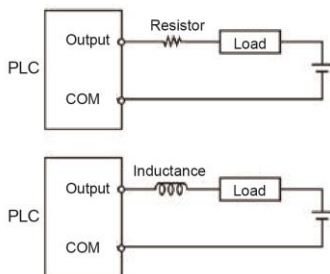 Resistor
Output
Load
PLC
COM
Inductance
Output
Load
PLC
COM